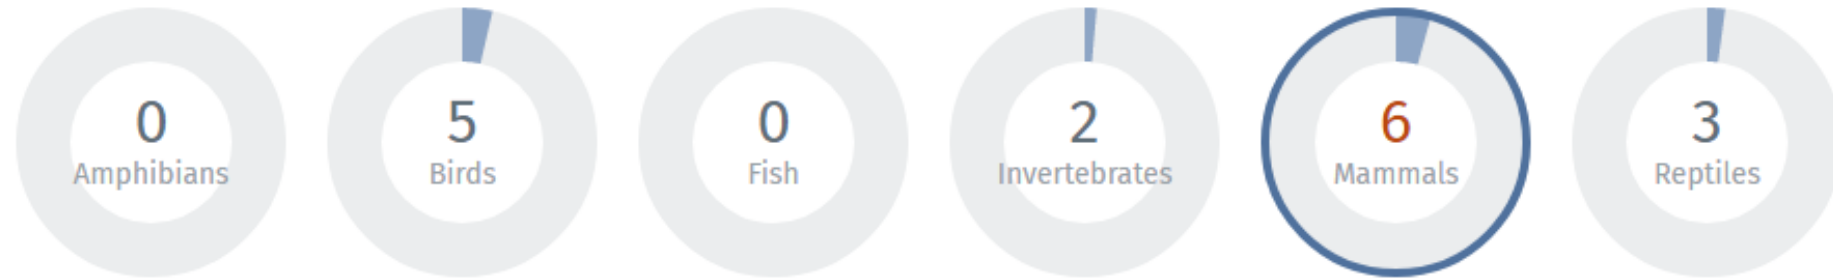 0
Amphibians
5
Birds
0
Fish
2
Invertebrates
6
Mammals
3
Reptiles